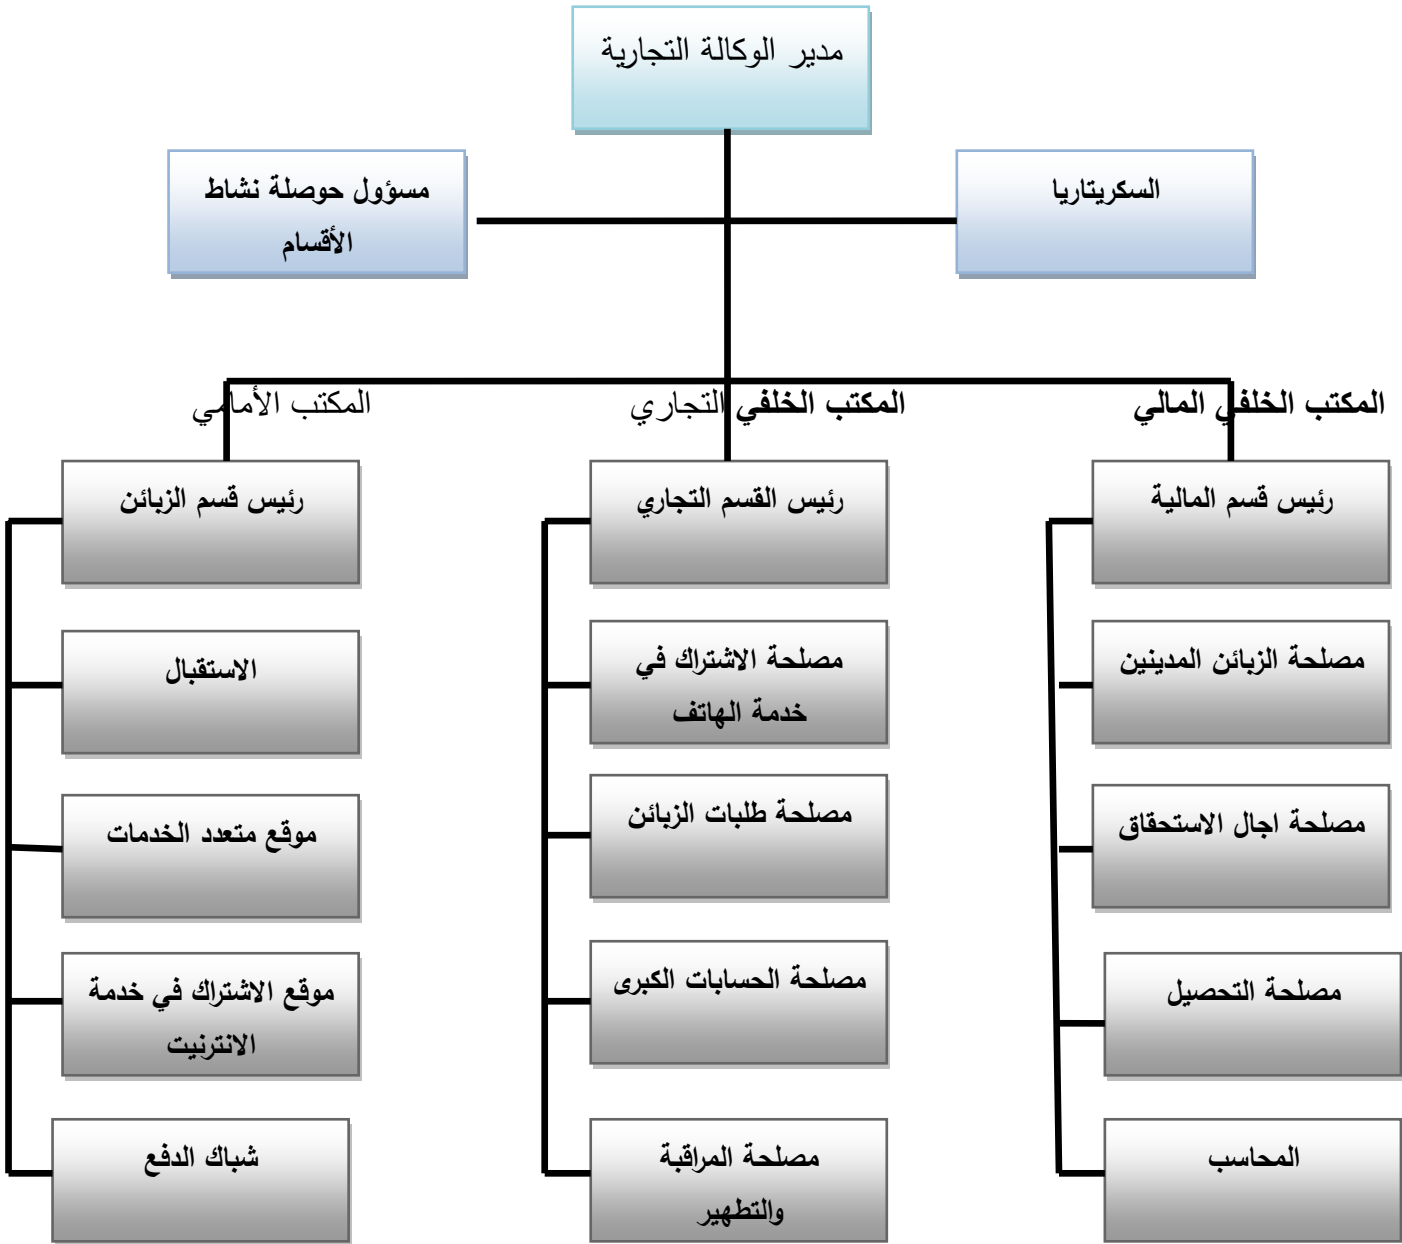 مدير الوكالة التجارية
السكريتاريا
مسؤول حوصلة نشاط
الأقسام
المكتب الخلفي المالي
المكتب الخلفي التجاري
المكتب الأمامي
رئيس قسم المالية
مصلحة الزبائن المدينين
مصلحة اجال الاستحقاق
مصلحة التحصيل
المحاسب
رئيس القسم التجاري
مصلحة الاشتراك في
خدمة الهاتف
مصلحة طلبات الزبائن
مصلحة الحسابات الكبرى
مصلحة المراقبة
والتطهير
رئيس قسم الزبائن
الاستقبال
موقع متعدد الخدمات
موقع الاشتراك في خدمة
الانترنيت
شباك الدفع